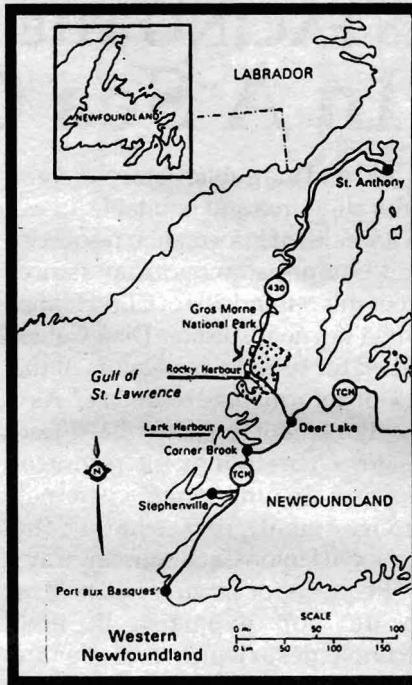 LABRADOR
NEWFOUNDLAND
St. Anthony
430
Gros Morne
National Park
Rocky Harbour
Gulf of
St. Lawrence
TCH
Lark Harbour
Deer Lake
Corner Brook
TCH
Stephenville
NEWFOUNDLAND
N
Port aux Basques
SCALE
0 Mi 50 100
0 Km 50 100 150
Western
Newfoundland